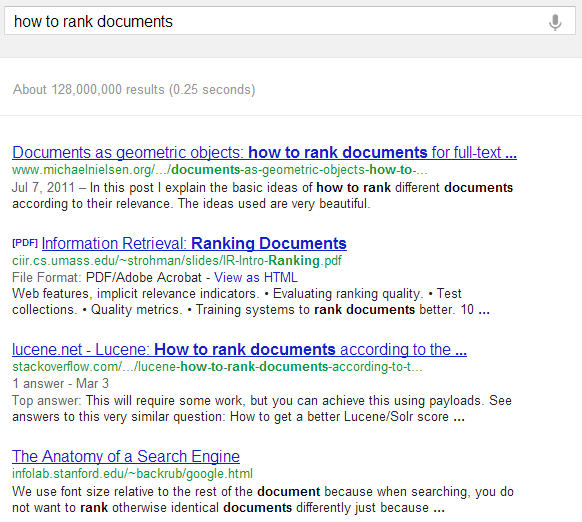 how to rank documents
About 128,000,000 results (0.25 seconds)
Documents as geometric objects: how to rank documents for full-text ...
www.michaelnielsen.org/.../documents-as-geometric-objects-how-to-...
Jul 7, 2011 – In this post I explain the basic ideas of how to rank different documents
according to their relevance. The ideas used are very beautiful.
[PDF] Information Retrieval: Ranking Documents
ciir.cs.umass.edu/~strohman/slides/IR-Intro-Ranking.pdf
File Format: PDF/Adobe Acrobat - View as HTML
Web features, implicit relevance indicators. • Evaluating ranking quality. • Test
collections. • Quality metrics. • Training systems to rank documents better. 10 ...
lucene.net - Lucene: How to rank documents according to the ...
stackoverflow.com/.../lucene-how-to-rank-documents-according-to-t...
1 answer - Mar 3
Top answer: This will require some work, but you can achieve this using payloads. See
answers to this very similar question: How to get a better Lucene/Solr score ...
The Anatomy of a Search Engine
infolab.stanford.edu/~backrub/google.html
We use font size relative to the rest of the document because when searching, you do
not want to rank otherwise identical documents differently just because ...